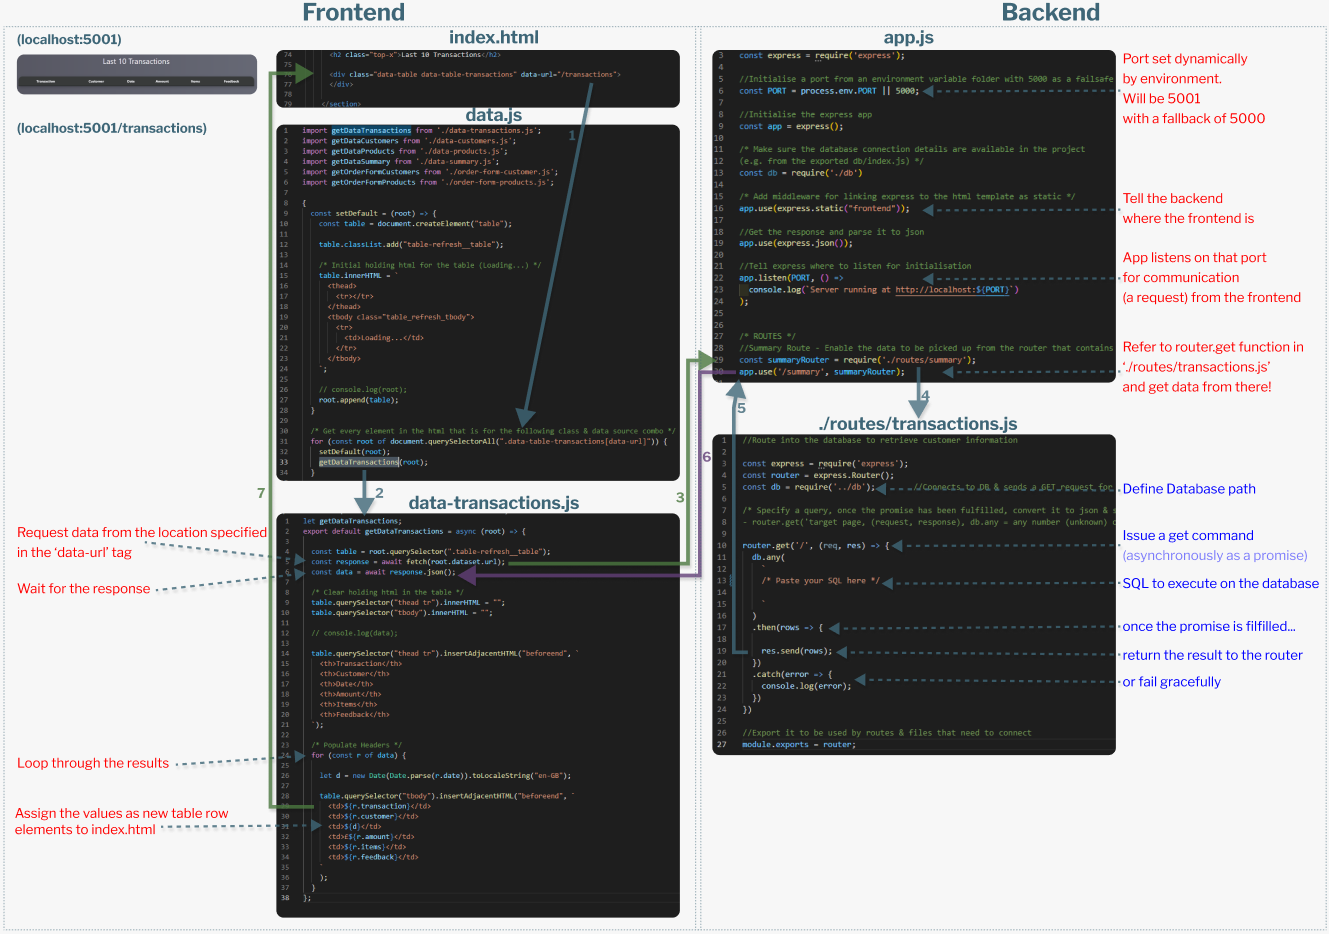 Frontend
Backend
(localhost:5001)
Last 10 Transactions
Transaction Customer Date Amount Items Feedback
(localhost:5001/transactions)
index.html
74 <h2 class="top-x">Last 10 Transactions</h2>
75
<div class="data-table data-table-transactions" data-url="/transactions">
77 </div>
78
79 </section>
data.js
1 import getDataTransactions from './data-transactions.js';
2 import getDataCustomers from './data-customers.js';
3 import getDataProducts from './data-products.js';
4 import getDataSummary from './data-summary.js';
5 import getOrderFormCustomers from './order-form-customer.js';
6 import getOrderFormProducts from './order-form-products.js';
7
8 {
9 const setDefault = (root) => {
10 const table = document.createElement("table");
11
12 table.classList.add("table-refresh__table");
13
14 /* Initial holding html for the table (Loading...) */
15 table.innerHTML = `
16 <thead>
17 <tr></tr>
18 </thead>
19 <tbody class="table_refresh_tbody">
20 <tr>
21 <td>Loading...</td>
22 </tr>
23 </tbody>
24 `;
25
26 // console.log(root);
27 root.append(table);
28 }
29
30 /* Get every element in the html that is for the following class & data source combo */
31 for (const root of document.querySelectorAll(".data-table-transactions[data-url]")) {
32 setDefault(root);
33 getDataTransactions(root);
34 }
1
2
3
4
5
6
7
data-transactions.js
1 let getDataTransactions;
2 export default getDataTransactions = async (root) => {
3
4 const table = root.querySelector(".table-refresh__table");
5 const response = await fetch(root.dataset.url);
6 const data = await response.json();
7
8 /* Clear holding html in the table */
9 table.querySelector("thead tr").innerHTML = "";
10 table.querySelector("tbody").innerHTML = "";
11
12 // console.log(data);
13
14 table.querySelector("thead tr").insertAdjacentHTML("beforeend", `
15 <th>Transaction</th>
16 <th>Customer</th>
17 <th>Date</th>
18 <th>Amount</th>
19 <th>Items</th>
20 <th>Feedback</th>
21 `);
22
23 /* Populate Headers */
24 for (const r of data) {
25
26 let d = new Date(Date.parse(r.date)).toLocaleString("en-GB");
27
28 table.querySelector("tbody").insertAdjacentHTML("beforeend", `
29 <td>${r.transaction}</td>
30 <td>${r.customer}</td>
31 <td>${d}</td>
32 <td>£${r.amount}</td>
33 <td>${r.items}</td>
34 <td>${r.feedback}</td>
35 `
36 );
37 }
38 };
Request data from the location specified
in the ‘data-url’ tag
Wait for the response
Loop through the results
Assign the values as new table row
elements to index.html
app.js
3 const express = require('express');
4
5 //Initialise a port from an environment variable folder with 5000 as a failsafe
6 const PORT = process.env.PORT || 5000;
7
8 //Initialise the express app
9 const app = express();
10
11 /* Make sure the database connection details are available in the project
12 (e.g. from the exported db/index.js) */
13 const db = require('./db')
14
15 /* Add middleware for linking express to the html template as static */
16 app.use(express.static("frontend"));
17
18 //Get the response and parse it to json
19 app.use(express.json());
20
21 //Tell express where to listen for initialisation
22 app.listen(PORT, () =>
23 console.log(`Server running at http://localhost:${PORT}`)
24 );
25
26
27 /* ROUTES */
28 //Summary Route - Enable the data to be picked up from the router that contains
29 const summaryRouter = require('./routes/summary');
30 app.use('/summary', summaryRouter);
Port set dynamically
by environment.
Will be 5001
with a fallback of 5000
Tell the backend
where the frontend is
App listens on that port
for communication
(a request) from the frontend
Refer to router.get function in
‘./routes/transactions.js’
and get data from there!
./routes/transactions.js
1 //Route into the database to retrieve customer information
2
3 const express = require('express');
4 const router = express.Router();
5 const db = require('../db'); //Connects to DB & sends a GET request for
6
7 /* Specify a query, once the promise has been fulfilled, convert it to json & s
8 - router.get('target page, (request, response), db.any = any number (unknown) o
9
10 router.get('/', (req, res) => {
11 db.any(
12 `
13 /* Paste your SQL here */
14
15 `
16 )
17 .then(rows => {
18
19 res.send(rows);
20 })
21 .catch(error => {
22 console.log(error);
23 })
24 })
25
26 //Export it to be used by routes & files that need to connect
27 module.exports = router;
Define Database path
Issue a get command
(asynchronously as a promise)
SQL to execute on the database
once the promise is filfilled...
return the result to the router
or fail gracefully